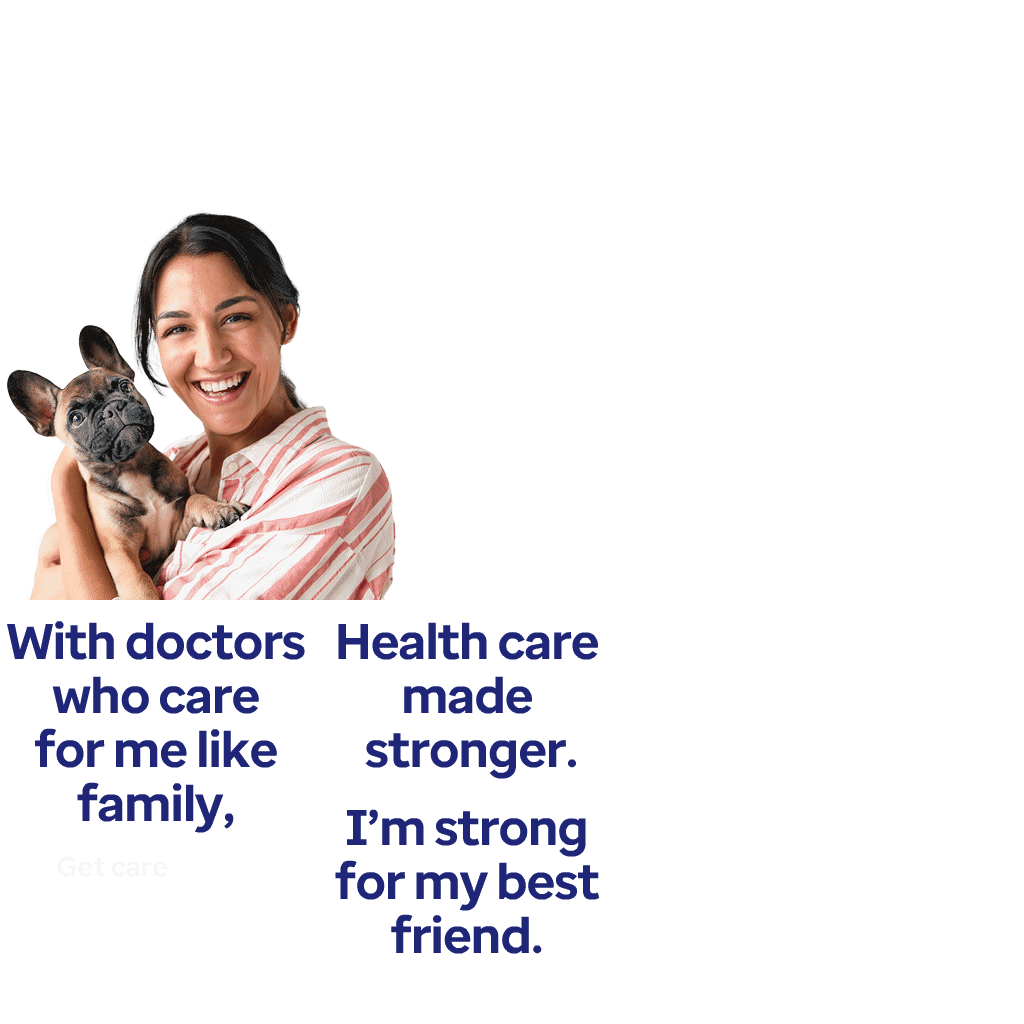 With doctors
who care
for me like
family,
Get care
Health care
made
stronger.
I’m strong
for my best
friend.